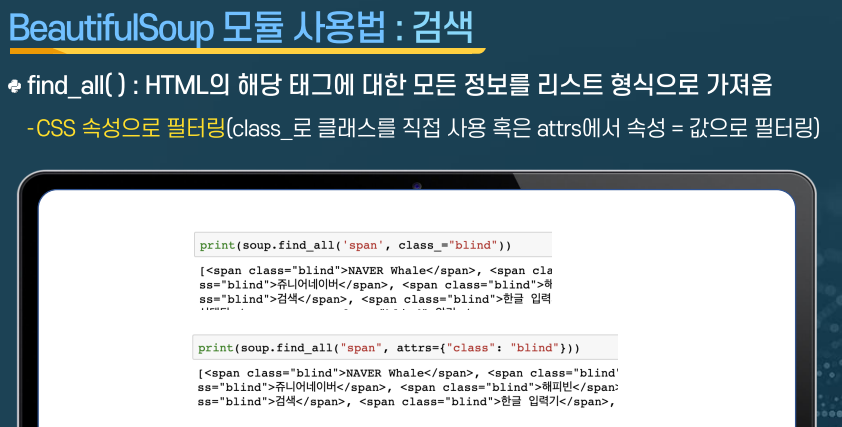 BeautifulSoup 모듈 사용법 : 검색
find_all( ) : HTML의 해당 태그에 대한 모든 정보를 리스트 형식으로 가져옴
-CSS 속성으로 필터링(class_로 클래스를 직접 사용 혹은 attrs에서 속성 = 값으로 필터링)
print(soup.find_all('span', class_="blind"))
[<span class="blind">NAVER Whale</span>, <span cla
ss="blind">쥬니어네이버</span>, <span class="blind">해
ss="blind">검색</span>, <span class="blind">한글 입력
print(soup.find_all("span", attrs={"class": "blind"}))
[<span class="blind">NAVER Whale</span>, <span class="blind"
ss="blind">쥬니어네이버</span>, <span class="blind">해피빈</span>
ss="blind">검색</span>, <span class="blind">한글 입력기</span>,